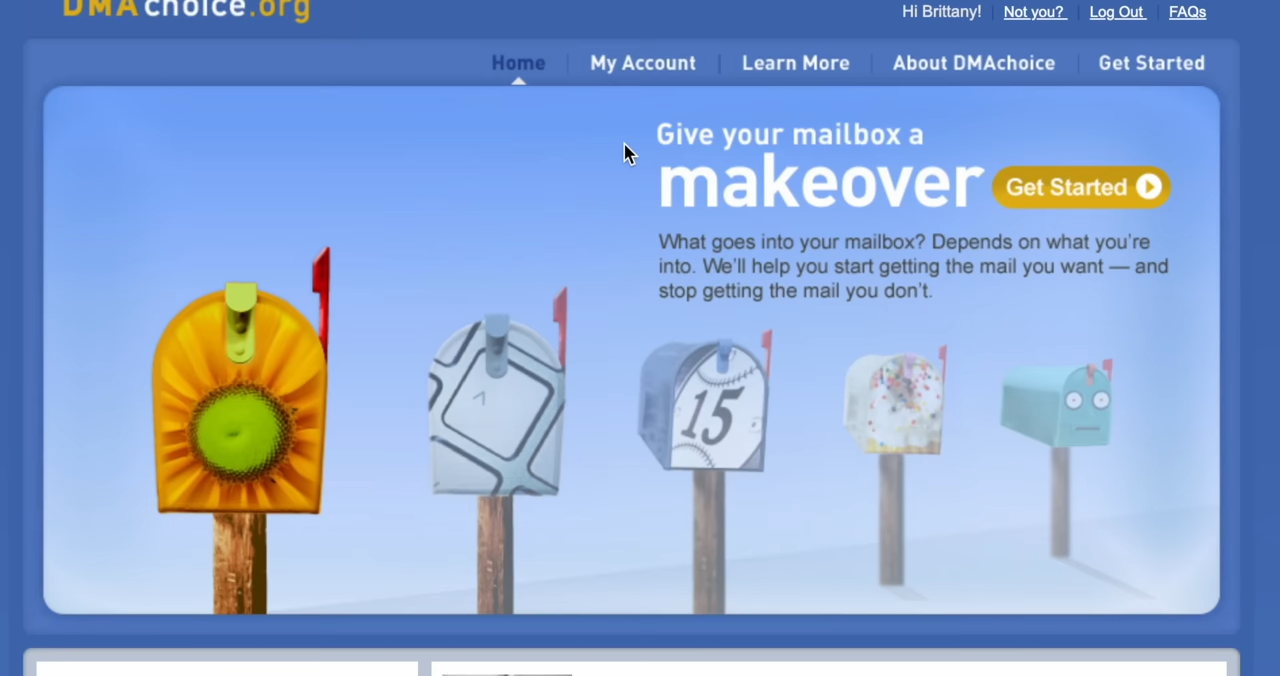 DMAchoice.org
Hi Brittany! Not you? Log Out FAQs
Home My Account Learn More About DMAchoice Get Started
Give your mailbox a
makeover Get Started
What goes into your mailbox? Depends on what you're
into. We'll help you start getting the mail you want — and
stop getting the mail you don't.
15